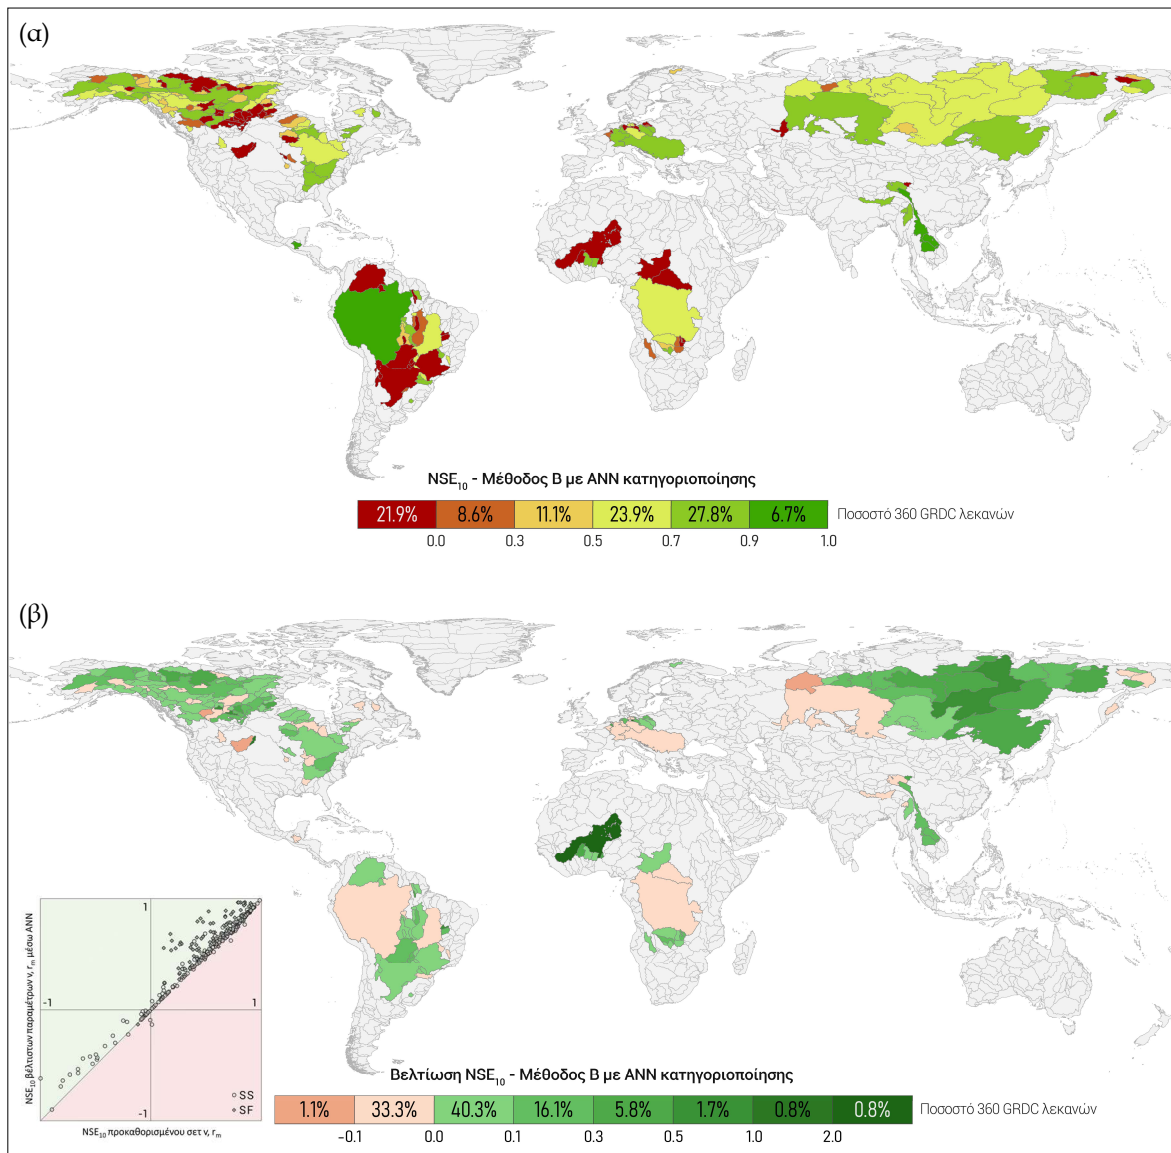 (α)
NSE10 - Μέθοδος Β με ANN κατηγοριοποίησης
21.9% 8.6% 11.1% 23.9% 27.8% 6.7% Ποσοστό 360 GRDC λεκανών
0.0 0.3 0.5 0.7 0.9 1.0
(β)
NSE10 βέλτιστων παραμέτρων v, rm μέσω ANN
1
-1 1
-1
SS
SF
NSE10 προκαθορισμένου σετ v, rm
Βελτίωση NSE10 - Μέθοδος Β με ANN κατηγοριοποίησης
1.1% 33.3% 40.3% 16.1% 5.8% 1.7% 0.8% 0.8% Ποσοστό 360 GRDC λεκανών
-0.1 0.0 0.1 0.3 0.5 1.0 2.0